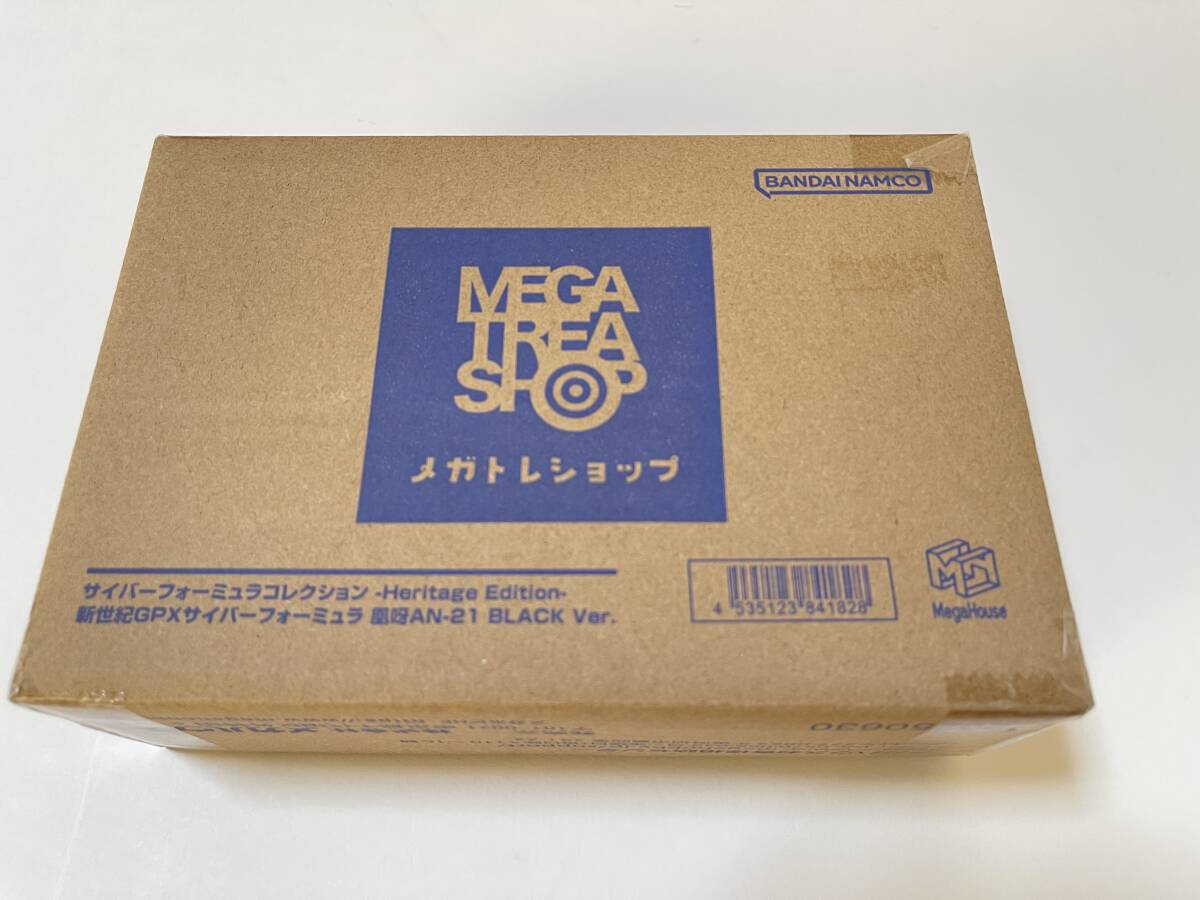 BANDAI NAMCO
MEGA
TREA
SHOP
メガトレショップ
サイバーフォーミュラコレクション -Heritage Edition-
新世紀GPXサイバーフォーミュラ 凰呀AN-21 BLACK Ver.
4 535123 841828
MegaHouse
50630